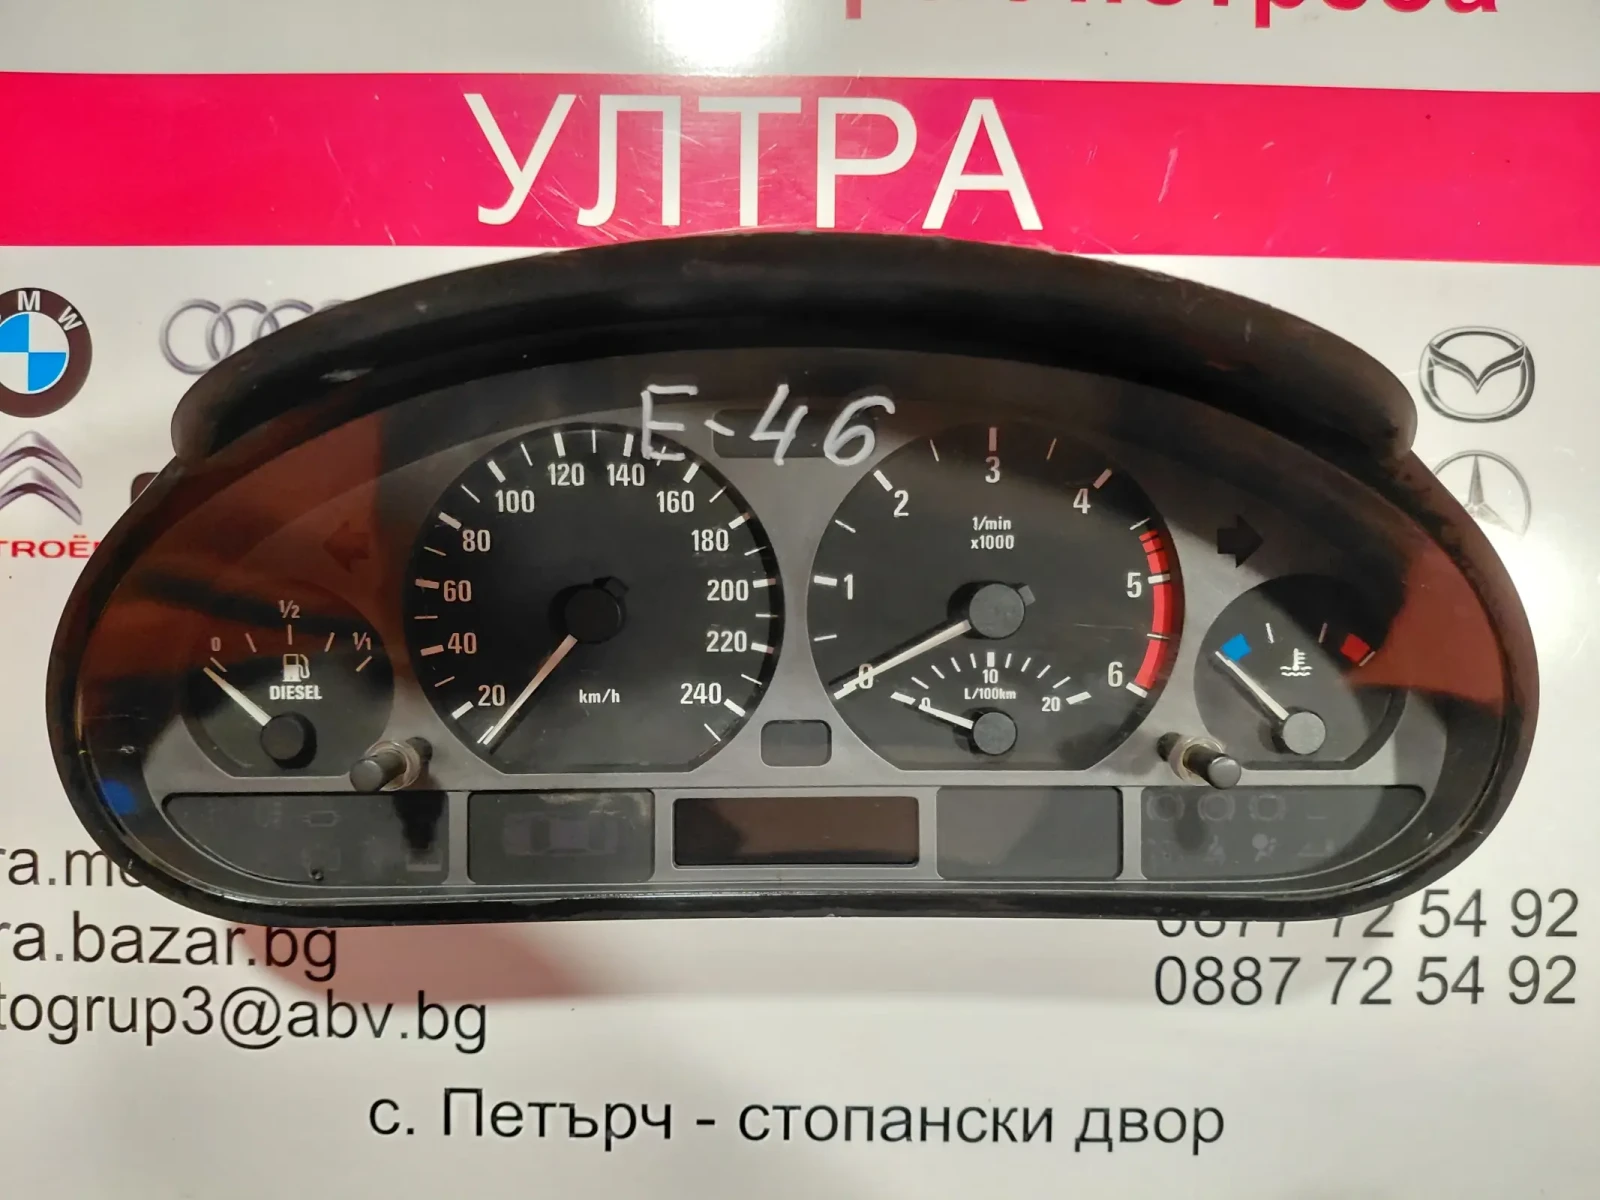 УЛТРА
M W
E-46
TROË
0 1/2 1/1
DIESEL
20 40 60 80 100 120 140 160 180 200 220 240
km/h
0 1 2 3 4 5 6
1/min
x1000
0 10 20
L/100km
ra.bazar.bg
togrup3@abv.bg
72 54 92
0887 72 54 92
с. Петърч - стопански двор